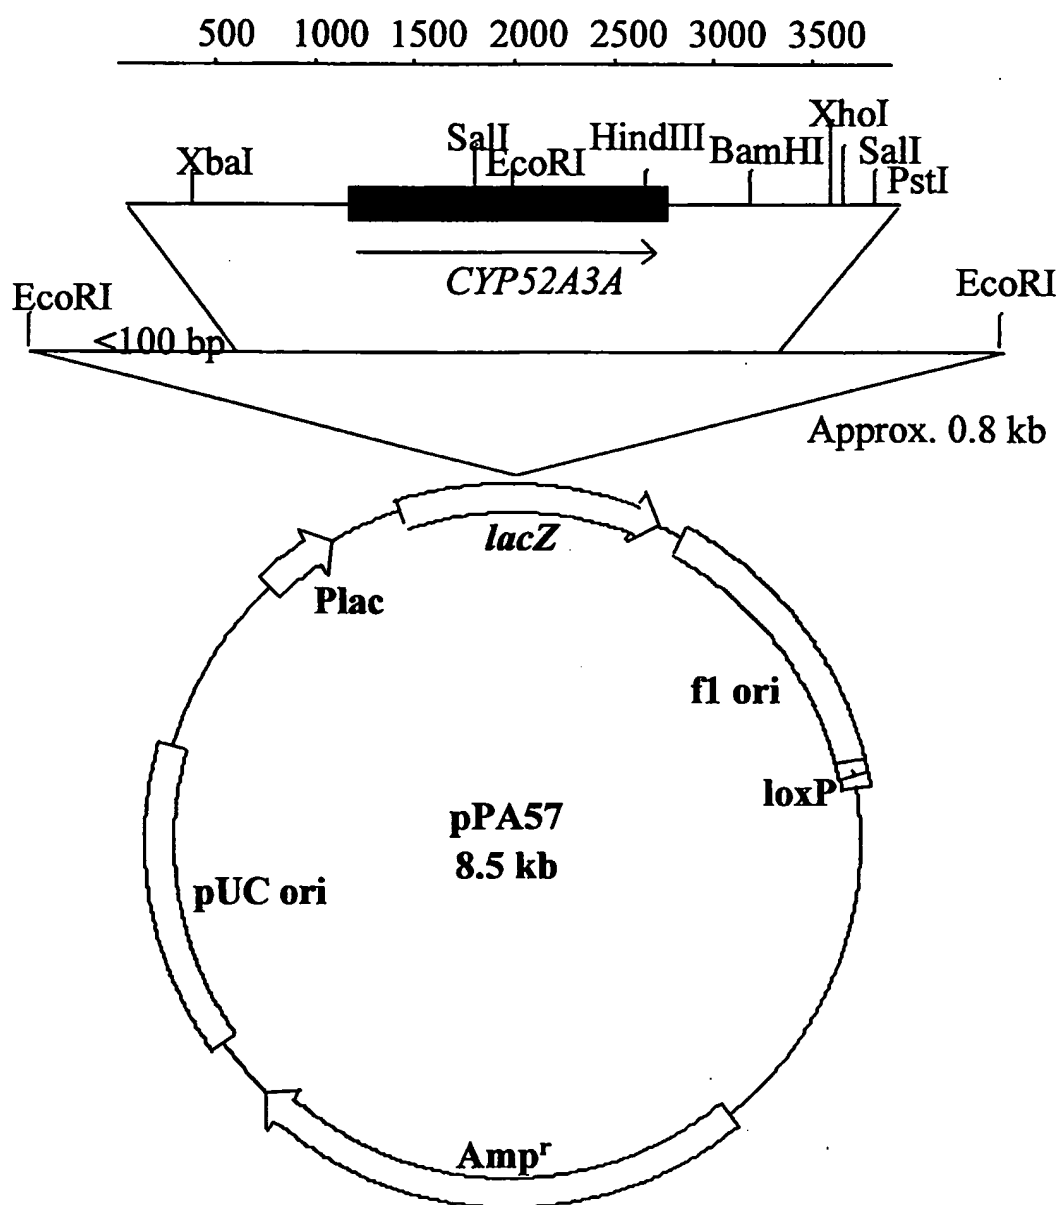 500 1000 1500 2000 2500 3000 3500
XhoI
SalI HindIII BamHI SalI
XbaI EcoRI PstI
CYP52A3A
EcoRI EcoRI
<100 bp
Approx. 0.8 kb
lacZ
Plac
f1 ori
loxP
pPA57
8.5 kb
pUC ori
Ampʳ